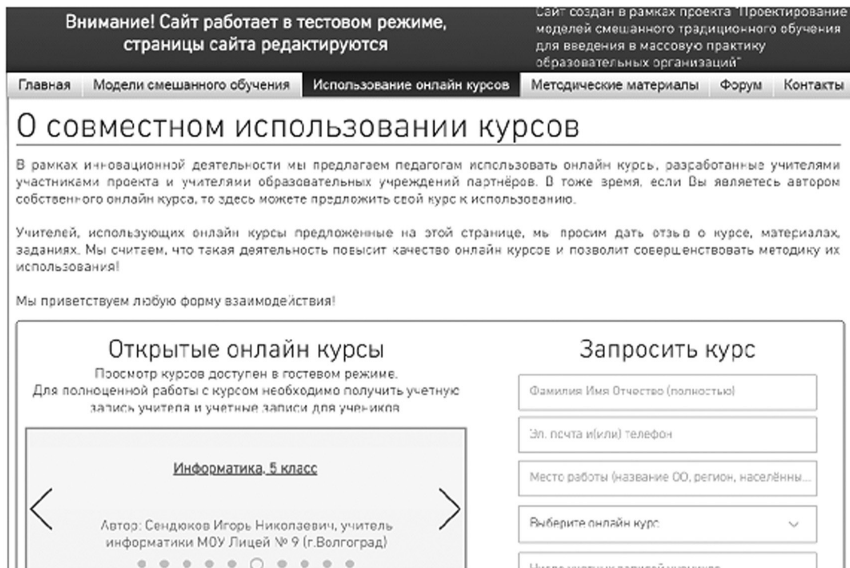 Внимание! Сайт работает в тестовом режиме,
страницы сайта редактируются
Сайт создан в рамках проекта "Проектирование
моделей смешанного традиционного обучения
для введения в массовую практику
образовательных организаций"
Главная Модели смешанного обучения Использование онлайн курсов Методические материалы Форум Контакты
О совместном использовании курсов
В рамках инновационной деятельности мы предлагаем педагогам использовать онлайн курсы, разработанные учителями
участниками проекта и учителями образовательных учреждений партнёров. В тоже время, если Вы являетесь автором
собственного онлайн курса, то здесь можете предложить свой курс к использованию.
Учителей, использующих онлайн курсы предложенные на этой странице, мы просим дать отзыв о курсе, материалах,
заданиях. Мы считаем, что такая деятельность повысит качество онлайн курсов и позволит совершенствовать методику их
использования!
Мы приветствуем любую форму взаимодействия!
Открытые онлайн курсы
Просмотр курсов доступен в гостевом режиме.
Для полноценной работы с курсом необходимо получить учетную
запись учителя и учетные записи для учеников
Информатика, 5 класс
Автор: Сендюков Игорь Николаевич, учитель
информатики МОУ Лицей № 9 (г.Волгоград)
Запросить курс
Фамилия Имя Отчество (полностью)
Эл. почта и(или) телефон
Место работы (название ОО, регион, населённы...
Выберите онлайн курс